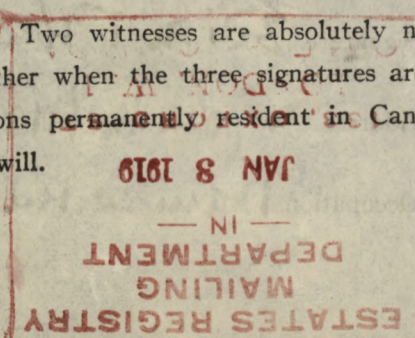 Two witnesses are absolutely
when the three signatures
permanently resident in
will.
ESTATES REGISTRY
MAILING
DEPARTMENT
— IN —
JAN 8 1919